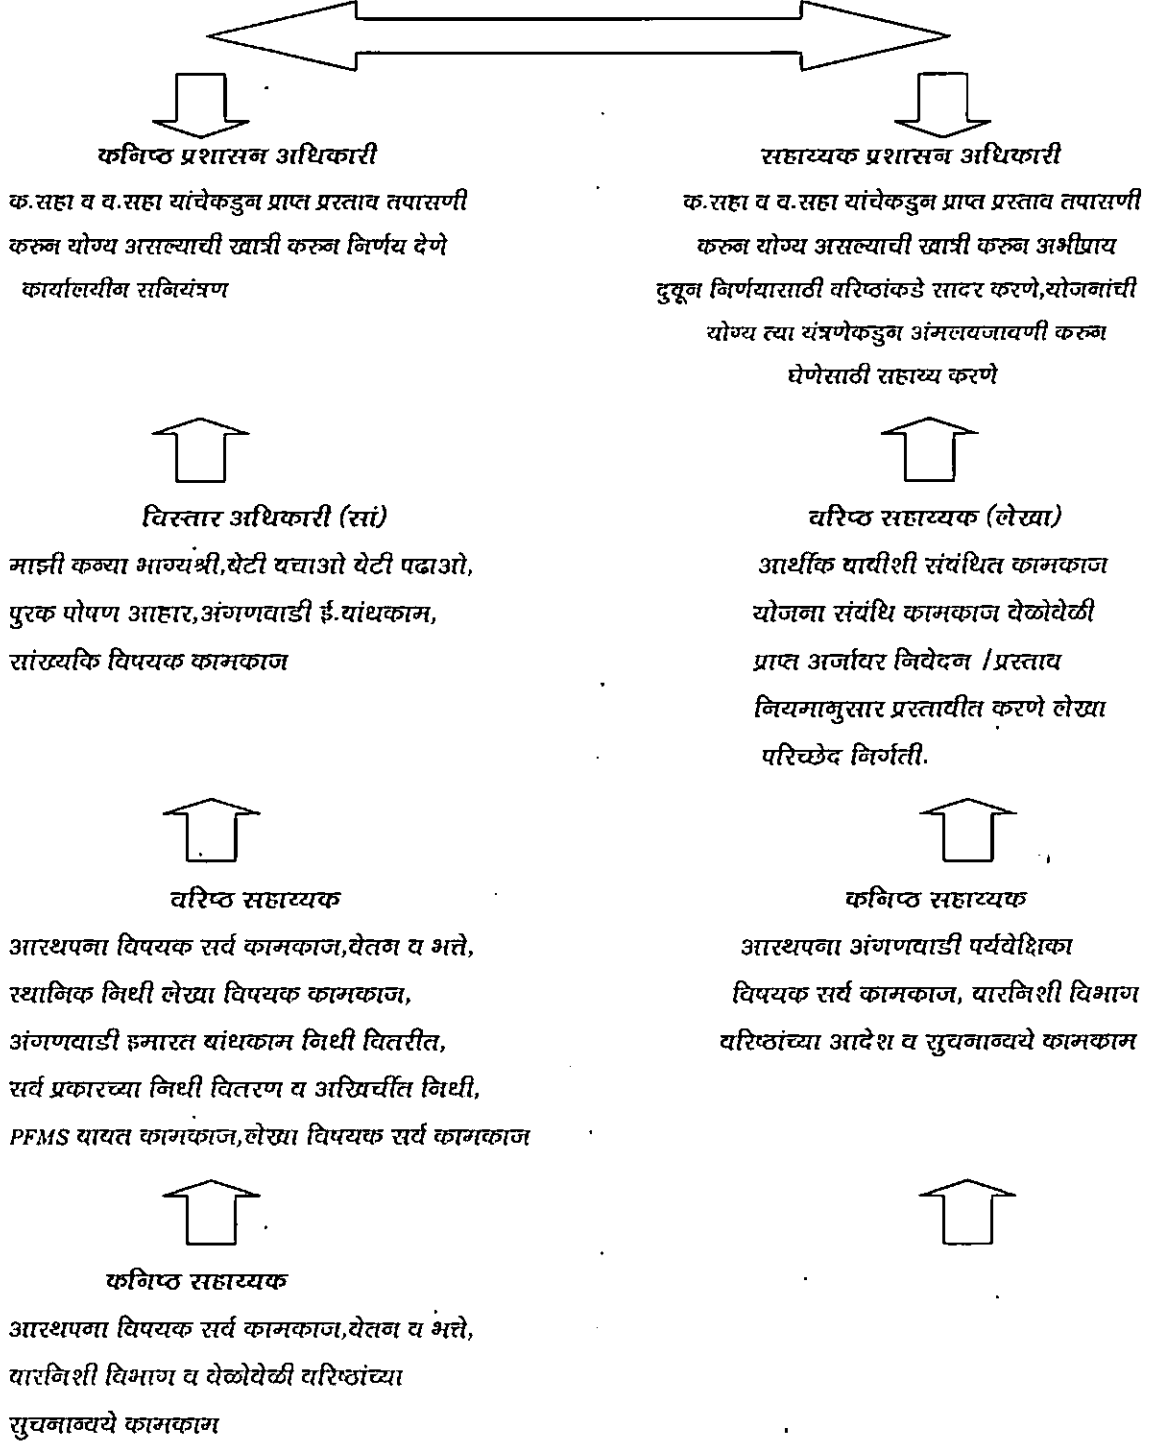 कनिष्ठ प्रशासन अधिकारी
क.सहा व व.सहा यांचेकडुन प्राप्त प्रस्ताव तपासणी
करुन योग्य असल्याची खात्री करुन निर्णय देणे
कार्यालयीन सनियंत्रण
सहाय्यक प्रशासन अधिकारी
क.सहा व व.सहा यांचेकडुन प्राप्त प्रस्ताव तपासणी
करुन योग्य असल्याची खात्री करुन अभीप्राय
दुवून निर्णयासाठी वरिष्ठांकडे सादर करणे,योजनांची
योग्य त्या यंत्रणेकडुन अंमलबजावणी करुन
घेणेसाठी सहाय्य करणे
विस्तार अधिकारी (सां)
माझी कन्या भाग्यश्री,बेटी बचाओ बेटी पढाओ,
पुरक पोषण आहार,अंगणवाडी ई.बांधकाम,
सांख्यकि विषयक कामकाज
वरिष्ठ सहाय्यक (लेखा)
आर्थीक बाबीशी संबंधित कामकाज
योजना संबंधि कामकाज वेळोवेळी
प्राप्त अर्जावर निवेदन /प्रस्ताव
नियमानुसार प्रस्तावीत करणे लेखा
परिच्छेद निर्गती.
वरिष्ठ सहाय्यक
आस्थपना विषयक सर्व कामकाज,वेतन व भत्ते,
स्थानिक निधी लेखा विषयक कामकाज,
अंगणवाडी इमारत बांधकाम निधी वितरीत,
सर्व प्रकारच्या निधी वितरण व अखिर्चीत निधी,
PFMS बाबत कामकाज,लेखा विषयक सर्व कामकाज
कनिष्ठ सहाय्यक
आस्थपना अंगणवाडी पर्यवेक्षिका
विषयक सर्व कामकाज, बारनिशी विभाग
वरिष्ठांच्या आदेश व सुचनान्वये कामकाम
कनिष्ठ सहाय्यक
आस्थपना विषयक सर्व कामकाज,वेतन व भत्ते,
बारनिशी विभाग व वेळोवेळी वरिष्ठांच्या
सुचनान्वये कामकाम